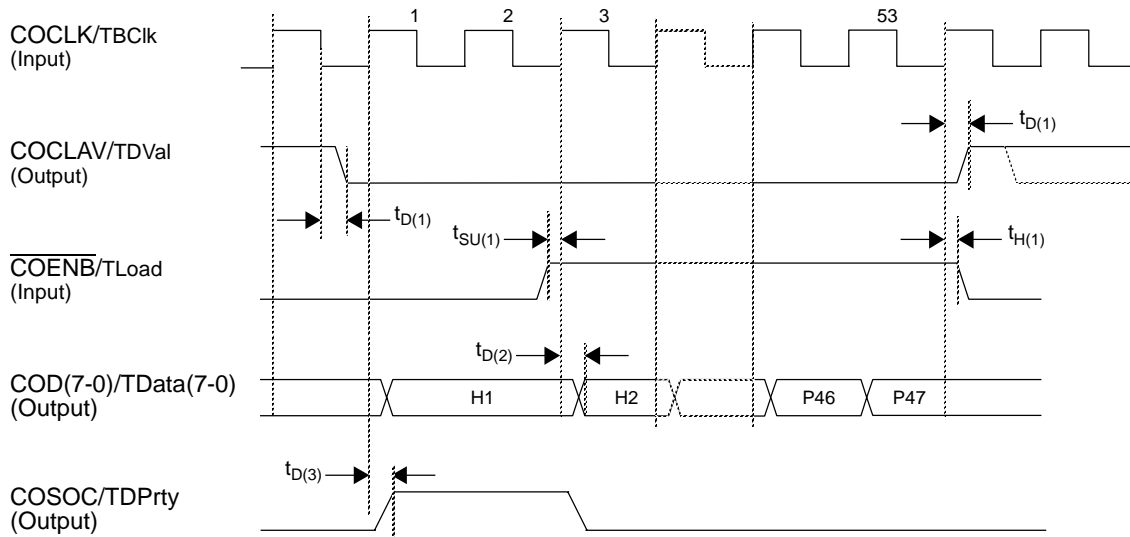 1 2 3 53
COCLK/TBClk
(Input)
tD(1)
COCLAV/TDVal
(Output)
tD(1)
tSU(1)
tH(1)
COENB/TLoad
(Input)
tD(2)
COD(7-0)/TData(7-0)
(Output)
H1 H2 P46 P47
tD(3)
COSOC/TDPrty
(Output)